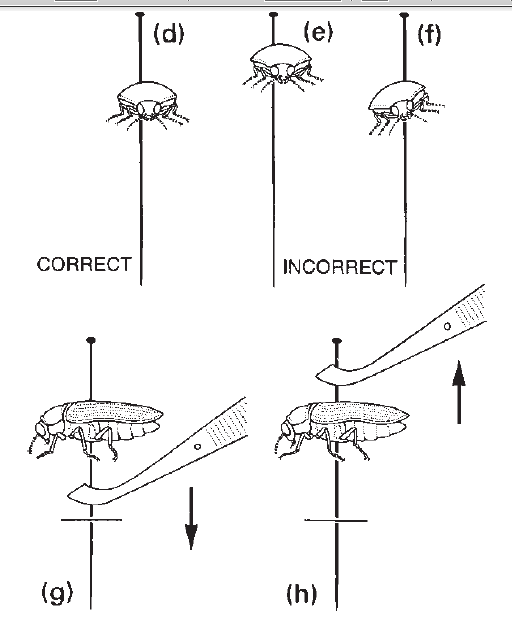 (d)
(e)
(f)
CORRECT
INCORRECT
(g)
(h)